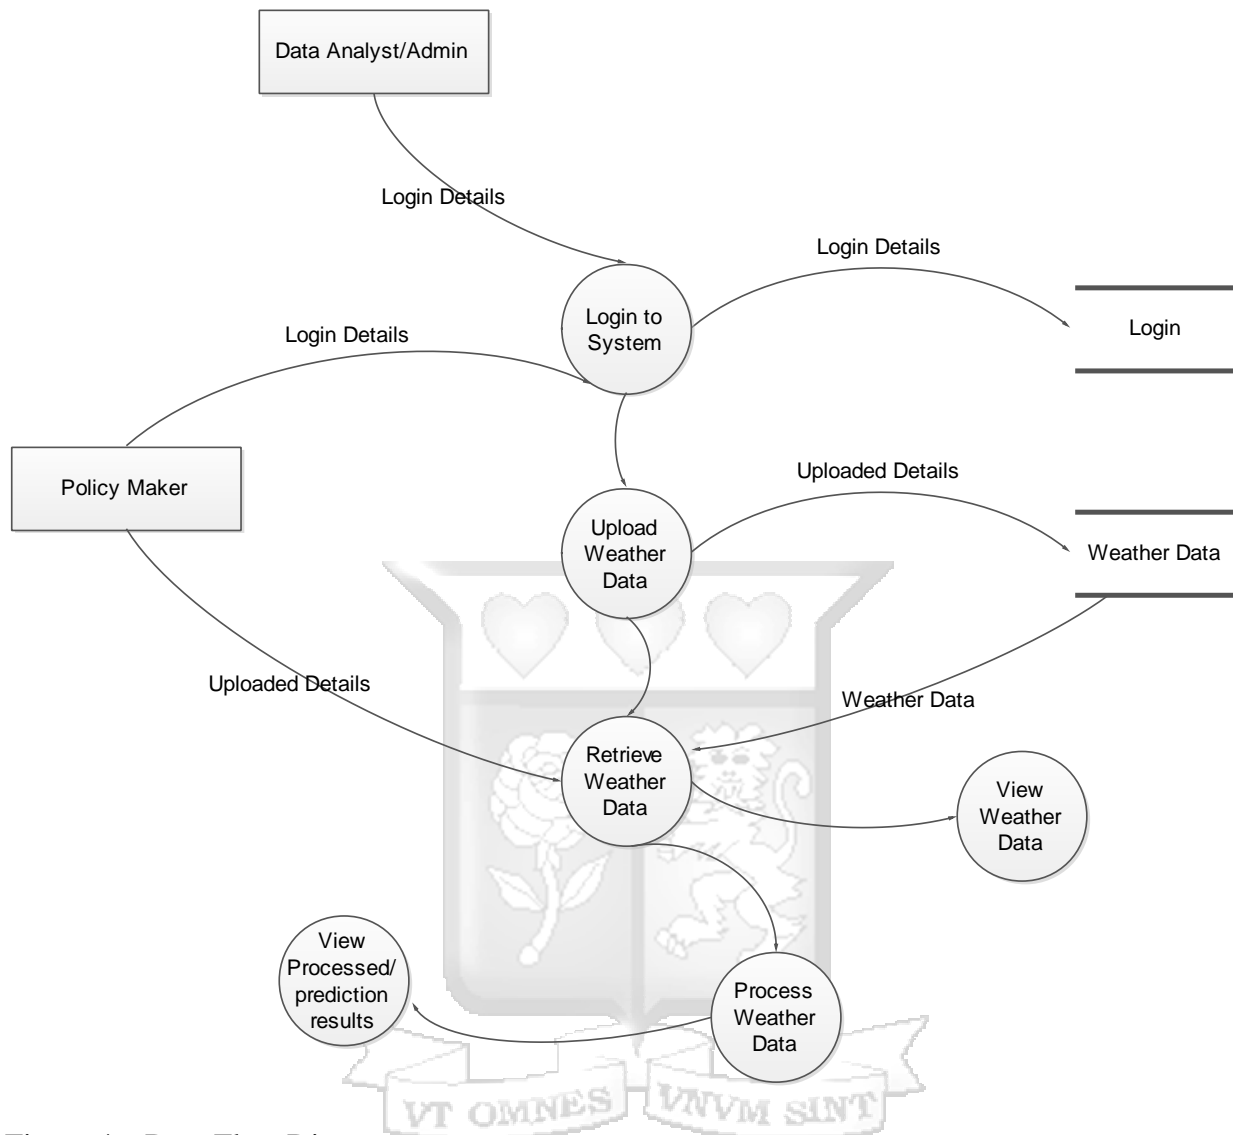 Data Analyst/Admin
Login Details
Login Details
Login to
System
Login
Login Details
Policy Maker
Uploaded Details
Upload
Weather
Data
Weather Data
Uploaded Details
Weather Data
Retrieve
Weather
Data
View
Weather
Data
View
Processed/
prediction
results
Process
Weather
Data
VT OMNES
VNVM SINT